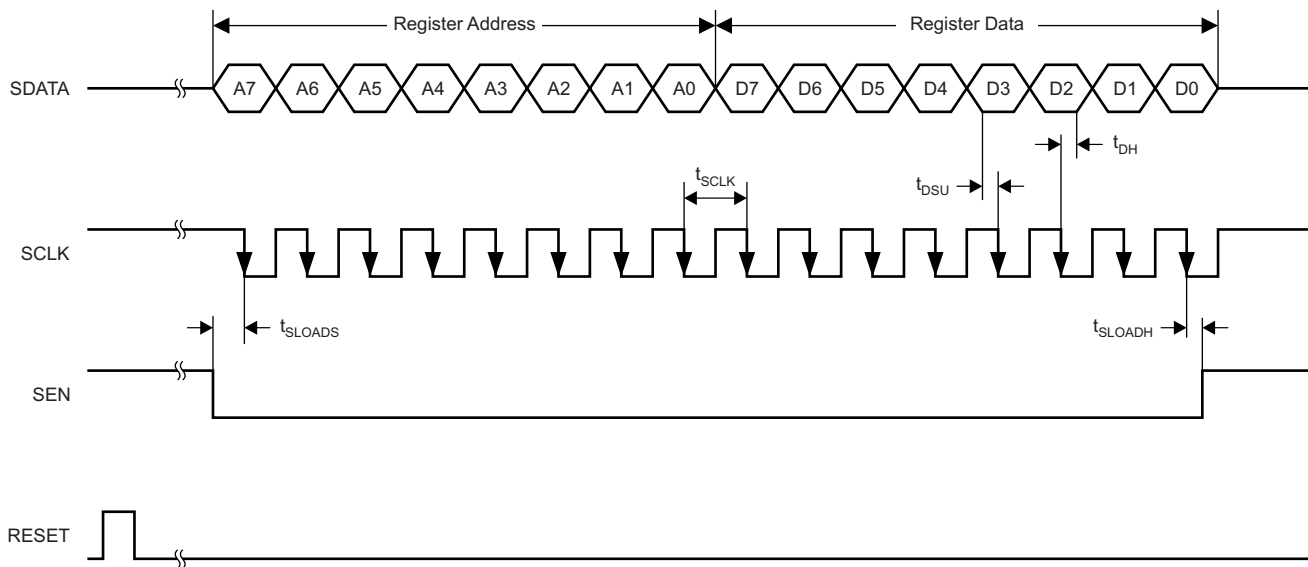 Register Address Register Data
SDATA A7 A6 A5 A4 A3 A2 A1 A0 D7 D6 D5 D4 D3 D2 D1 D0
tDH
tSCLK tDSU
SCLK
tSLOADS tSLOADH
SEN
RESET